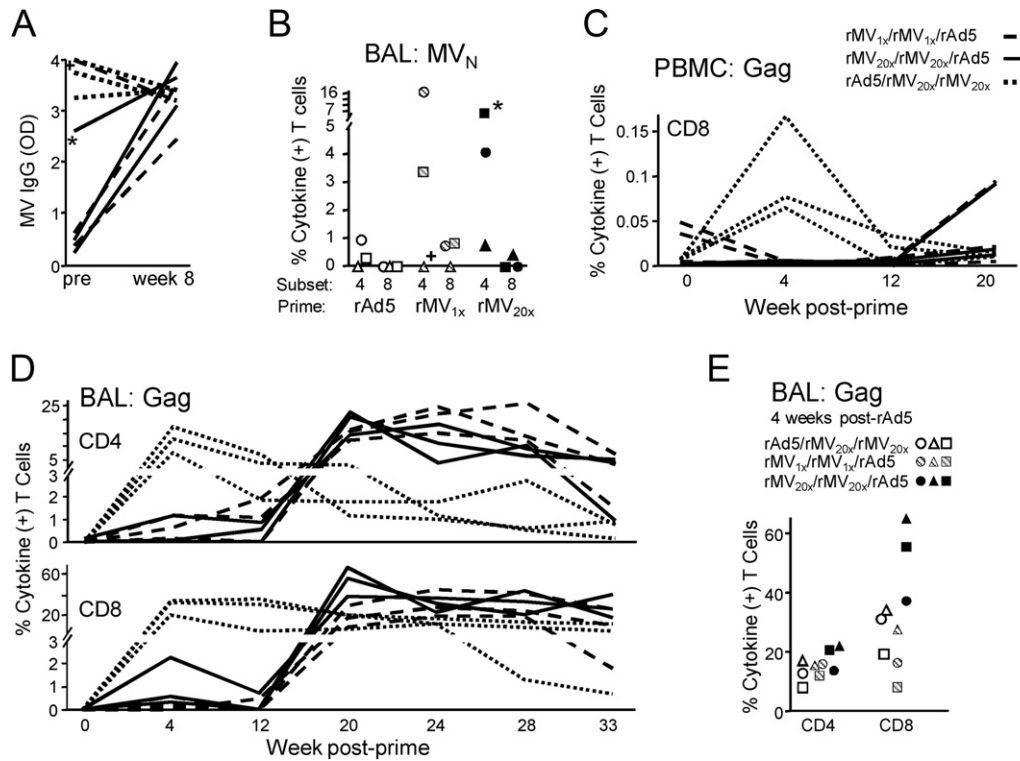 A
MV IgG (OD)
4
3
2
1
0
+
*
pre
week 8
B
BAL: MV_N
% Cytokine (+) T cells
16
7
5
4
3
2
1
0
*
+
Subset: 4 8 4 8 4 8
Prime: rAd5 rMV1x rMV20x
C
PBMC: Gag
rMV1x/rMV1x/rAd5
rMV20x/rMV20x/rAd5
rAd5/rMV20x/rMV20x
CD8
% Cytokine (+) T Cells
0.15
0.1
0.05
0
0 4 12 20
Week post-prime
D
BAL: Gag
CD4
% Cytokine (+) T Cells
25
5
3
2
1
0
CD8
60
40
20
3
2
1
0
0 4 12 20 24 28 33
Week post-prime
E
BAL: Gag
4 weeks post-rAd5
rAd5/rMV20x/rMV20x
rMV1x/rMV1x/rAd5
rMV20x/rMV20x/rAd5
% Cytokine (+) T Cells
60
40
20
0
CD4 CD8